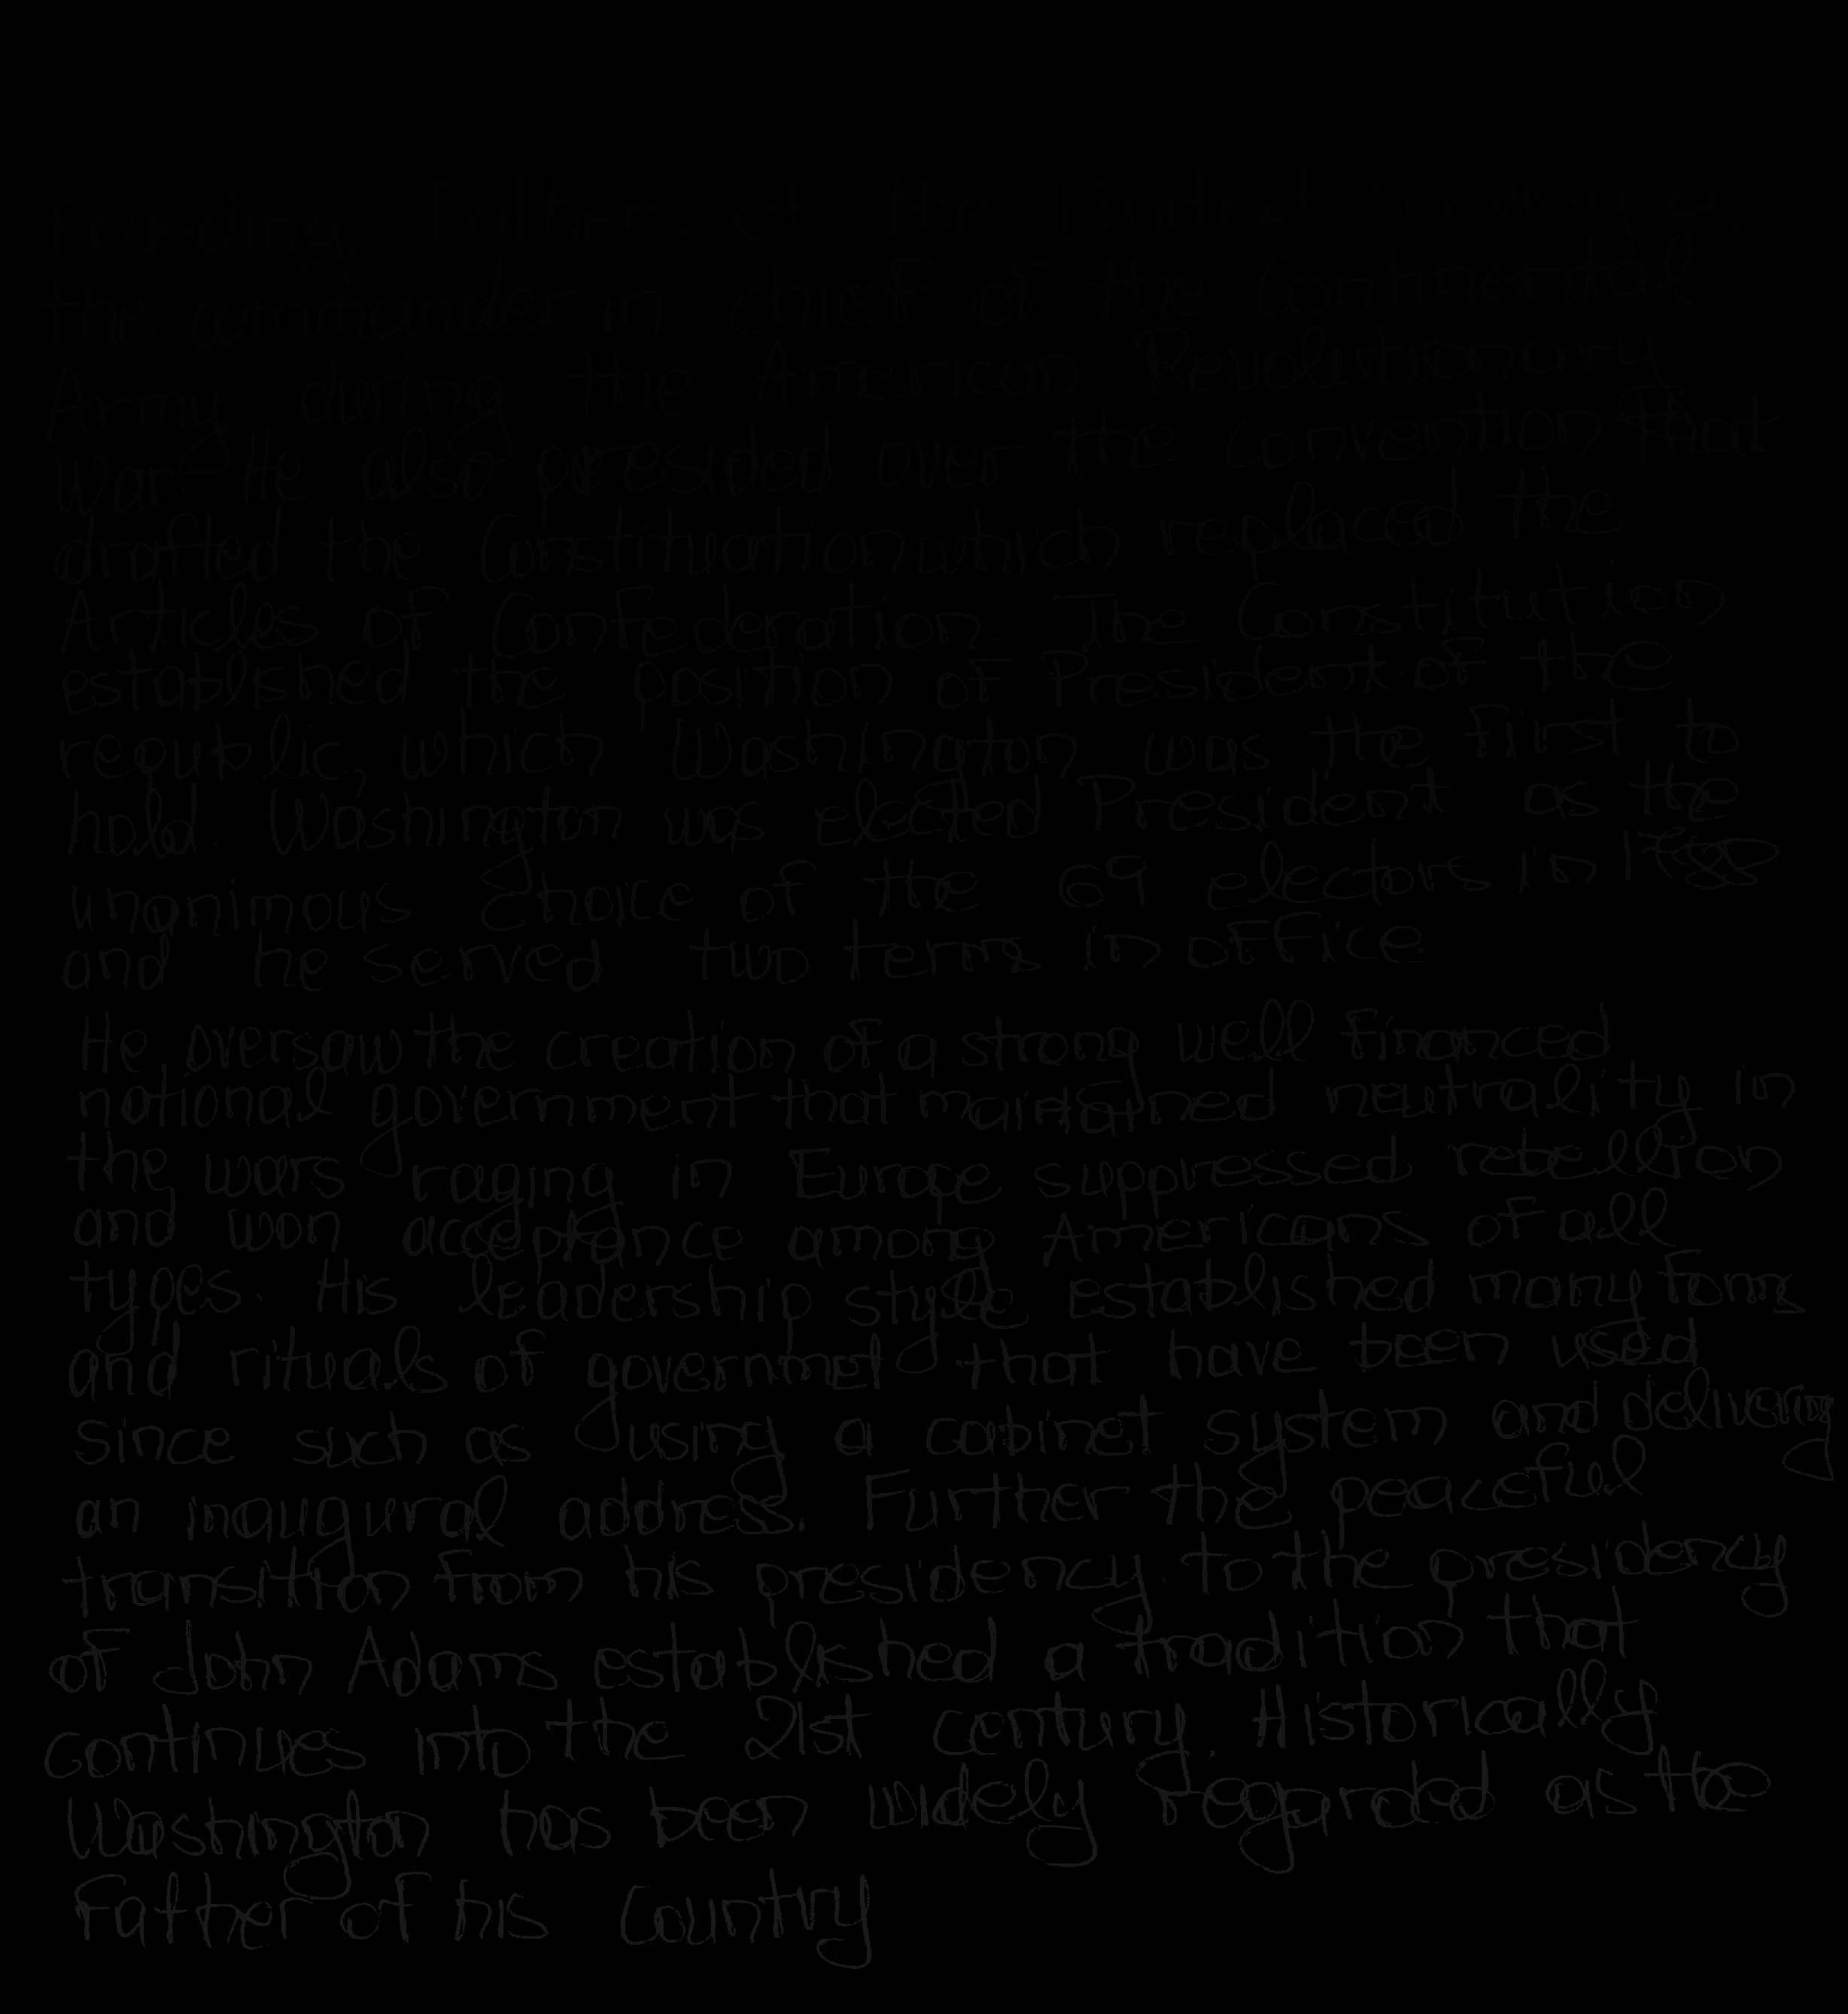 Founding Fathers of the United serving as
the commander in chief of the Continental
Army during the American Revolutionary
War. He also presided over the convention that
drafted the Constituation which replaced the
Articles of Confederation. The Constitution
established the position of President of the
republic, which Washington was the first to
hold. Washington was elected President as the
unanimous choice of the 69 electors in 1788
and he served two terms in office.
He oversaw the creation of a strong well financed
national government that maintained neutrality in
the wars raging in Europe suppressed rebellion
and won acceptance among Americans of all
types. His leadership style established many forms
and rituals of governmet that have been used
since such as using a cabinet system and delivering
an inaugural address. Further the peaceful
transition from his presidency to the presidency
of John Adams established a tradition that
continues into the 21st century. Historically
Washington has been widely regarded as the
Father of his Country